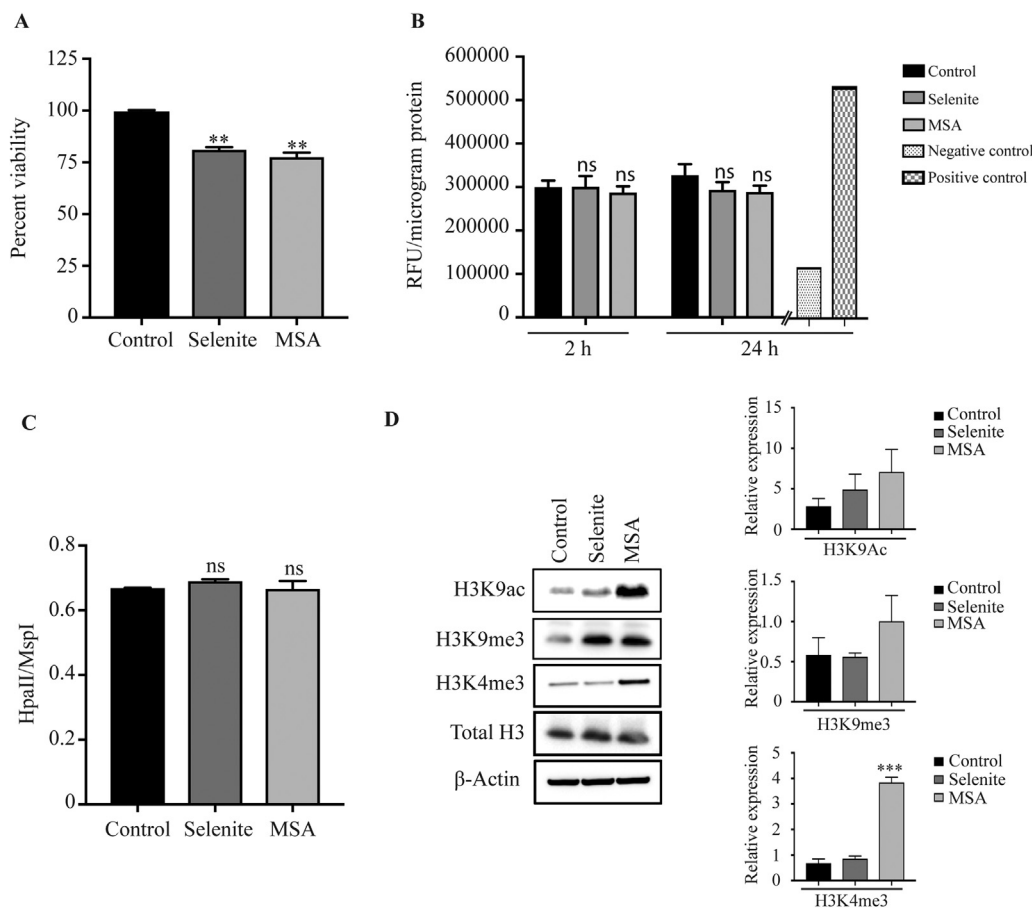 A
Percent viability
125
100
75
50
25
0
**
**
Control
Selenite
MSA
B
RFU/microgram protein
600000
500000
400000
300000
200000
100000
0
ns
ns
ns
ns
2 h
24 h
Control
Selenite
MSA
Negative control
Positive control
C
HpaII/MspI
0.8
0.6
0.4
0.2
0
ns
ns
Control
Selenite
MSA
D
Control
Selenite
MSA
H3K9ac
H3K9me3
H3K4me3
Total H3
β-Actin
Relative expression
15
10
5
0
H3K9Ac
Control
Selenite
MSA
Relative expression
1.5
1.0
0.5
0.0
H3K9me3
Control
Selenite
MSA
Relative expression
5
4
3
2
1
0
***
H3K4me3
Control
Selenite
MSA